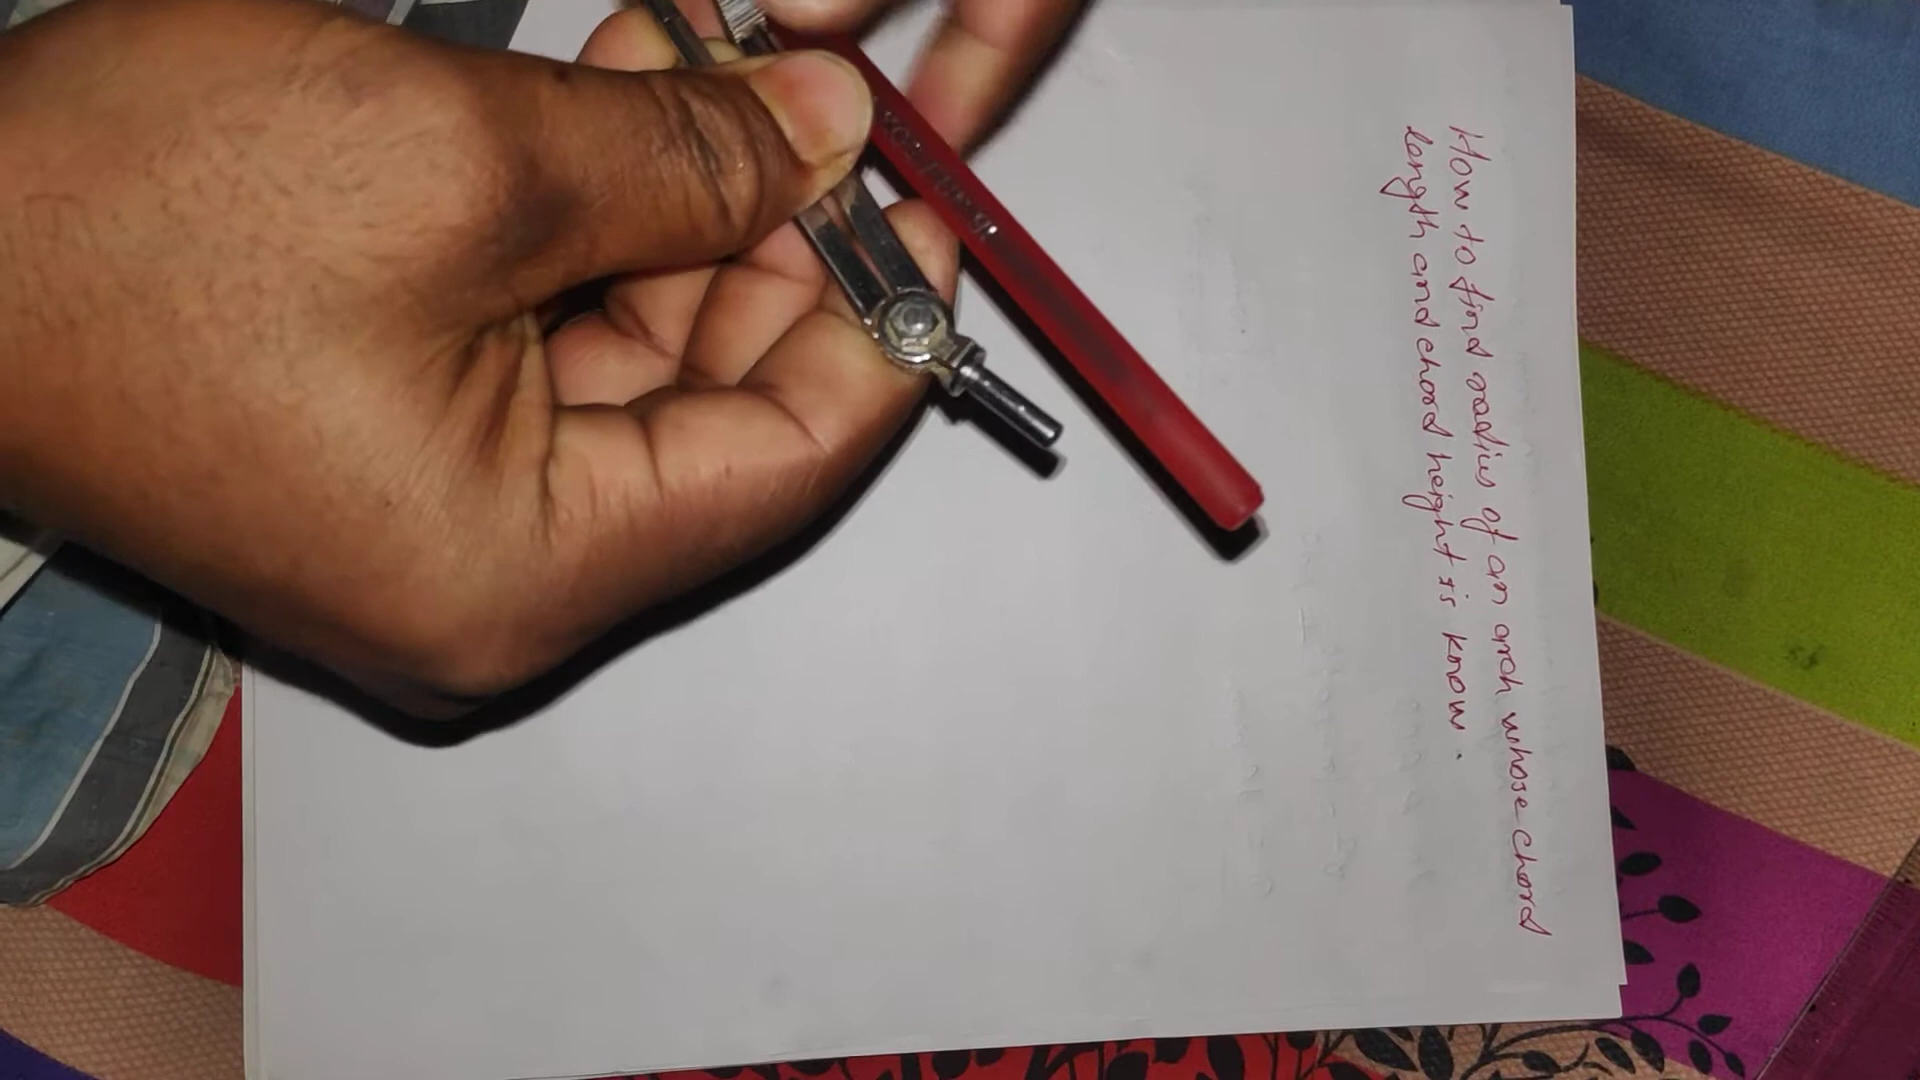 How to find radius of an arch whose chord
length and chord height is know.